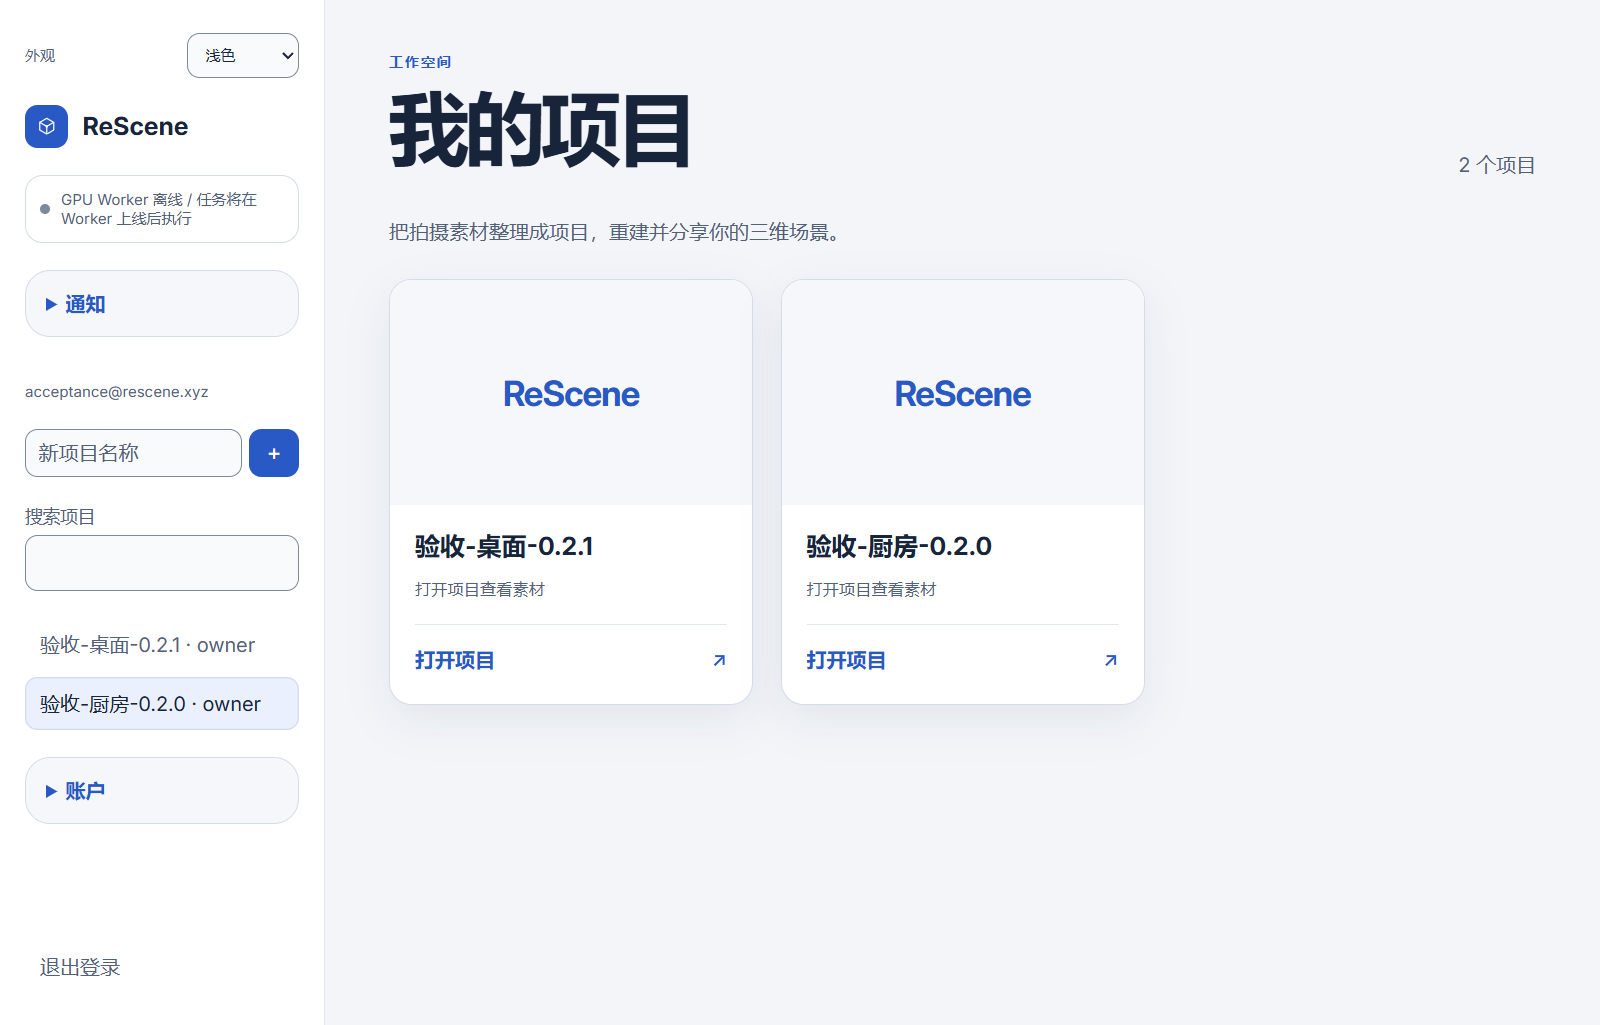 外观
浅色
ReScene
GPU Worker 离线 / 任务将在
Worker 上线后执行
通知
acceptance@rescene.xyz
新项目名称
+
搜索项目
验收-桌面-0.2.1 · owner
验收-厨房-0.2.0 · owner
账户
退出登录
工作空间
我的项目
2 个项目
把拍摄素材整理成项目，重建并分享你的三维场景。
ReScene
验收-桌面-0.2.1
打开项目查看素材
打开项目
ReScene
验收-厨房-0.2.0
打开项目查看素材
打开项目